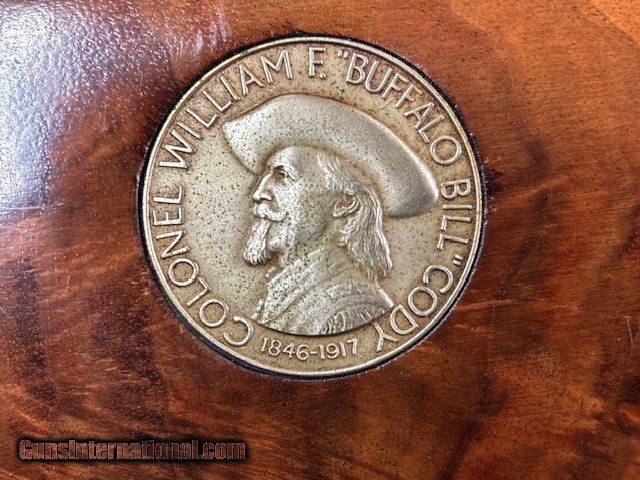 COLONEL WILLIAM F. "BUFFALO BILL" CODY
1846-1917
GunsInternational.com